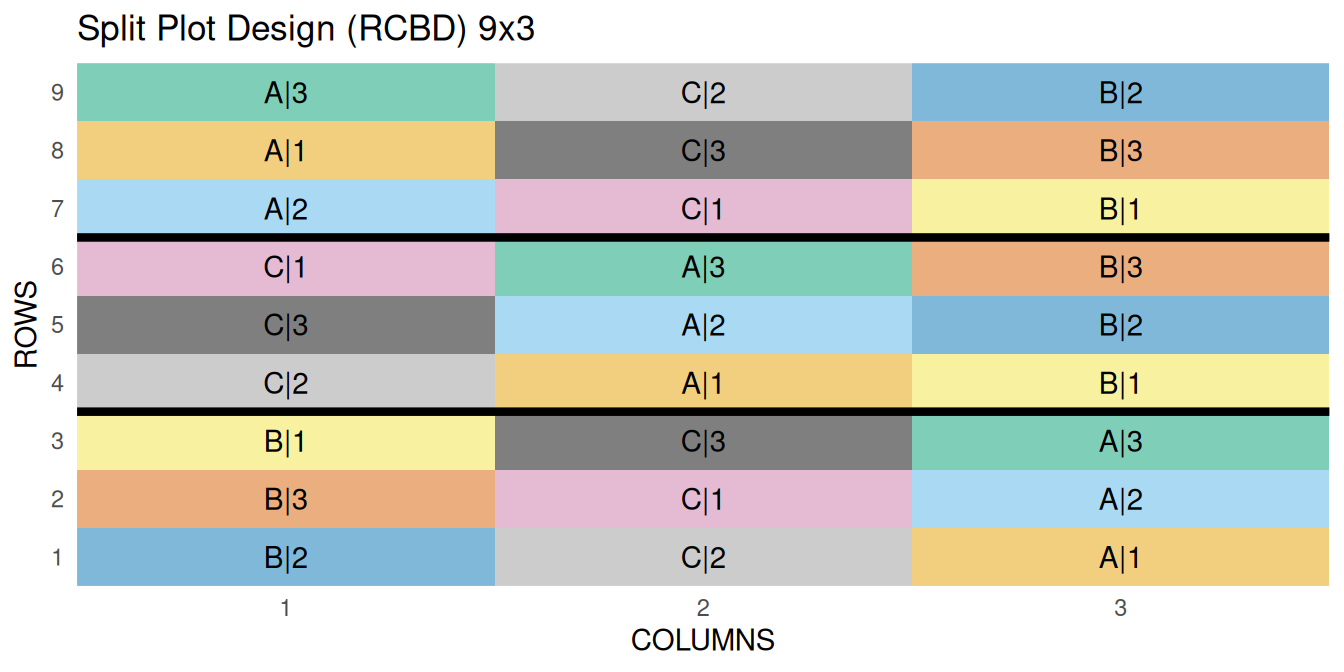 Split Plot Design (RCBD) 9x3
9 A|3 C|2 B|2
8 A|1 C|3 B|3
7 A|2 C|1 B|1
6 C|1 A|3 B|3
5 C|3 A|2 B|2
4 C|2 A|1 B|1
3 B|1 C|3 A|3
2 B|3 C|1 A|2
1 B|2 C|2 A|1
ROWS
1 2 3
COLUMNS